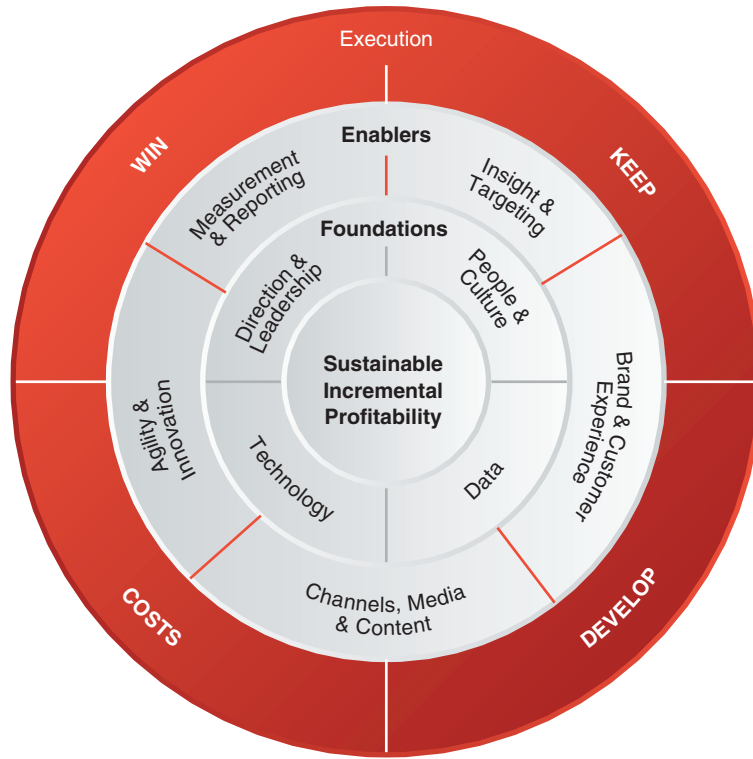 Execution
WIN
KEEP
DEVELOP
COSTS
Enablers
Measurement
& Reporting
Insight &
Targeting
Brand & Customer
Experience
Channels, Media
& Content
Agility &
Innovation
Foundations
Direction &
Leadership
People &
Culture
Data
Technology
Sustainable
Incremental
Profitability